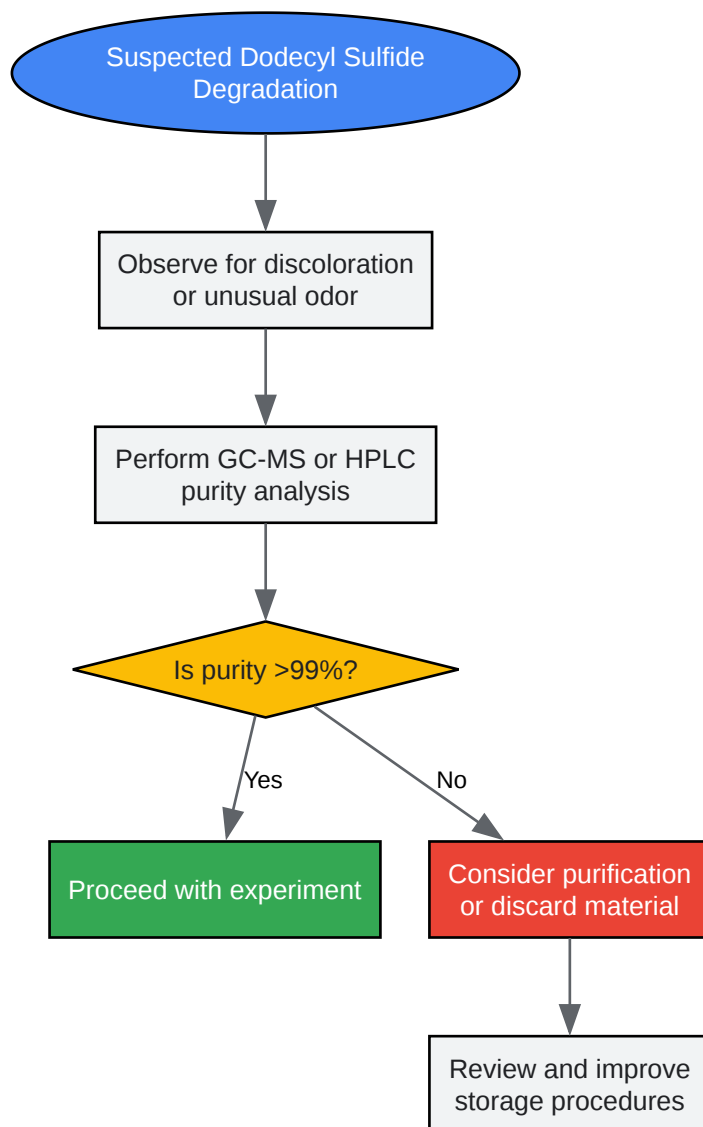 Suspected Dodecyl Sulfide
Degradation
Observe for discoloration
or unusual odor
Perform GC-MS or HPLC
purity analysis
Is purity >99%?
Yes
No
Proceed with experiment
Consider purification
or discard material
Review and improve
storage procedures